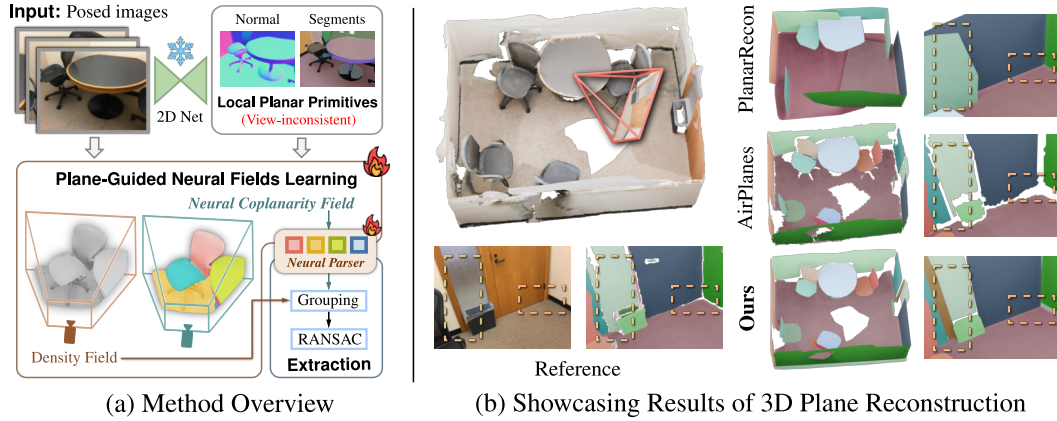 Input: Posed images
2D Net
Normal
Segments
Local Planar Primitives
(View-inconsistent)
Plane-Guided Neural Fields Learning
Neural Coplanarity Field
Neural Parser
Grouping
RANSAC
Density Field
Extraction
(a) Method Overview
Reference
PlanarRecon
AirPlanes
Ours
(b) Showcasing Results of 3D Plane Reconstruction